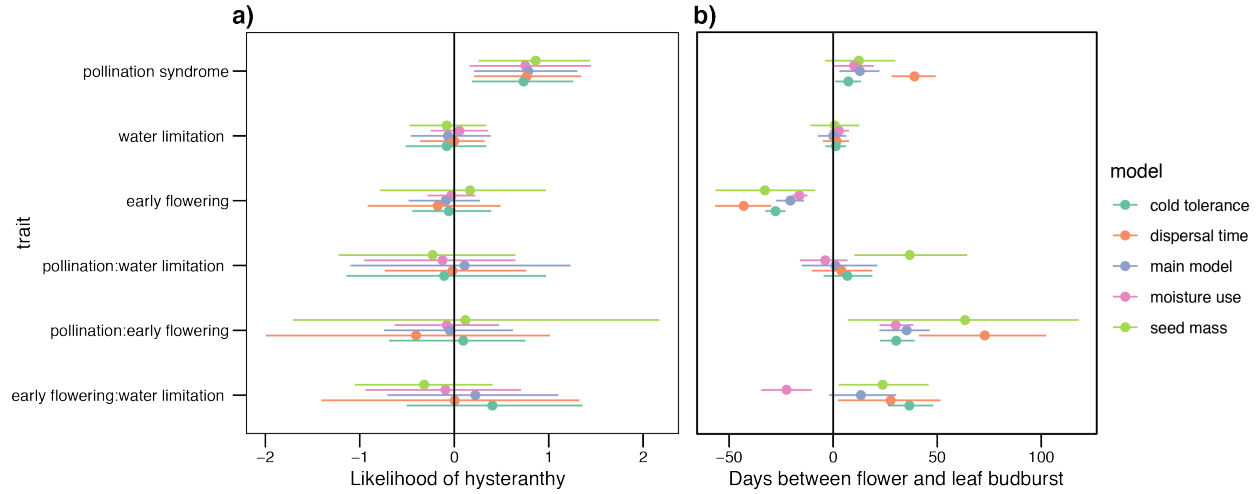 a)
b)
trait
pollination syndrome
water limitation
early flowering
pollination:water limitation
pollination:early flowering
early flowering:water limitation
−2 −1 0 1 2
Likelihood of hysteranthy
−50 0 50 100
Days between flower and leaf budburst
model
cold tolerance
dispersal time
main model
moisture use
seed mass